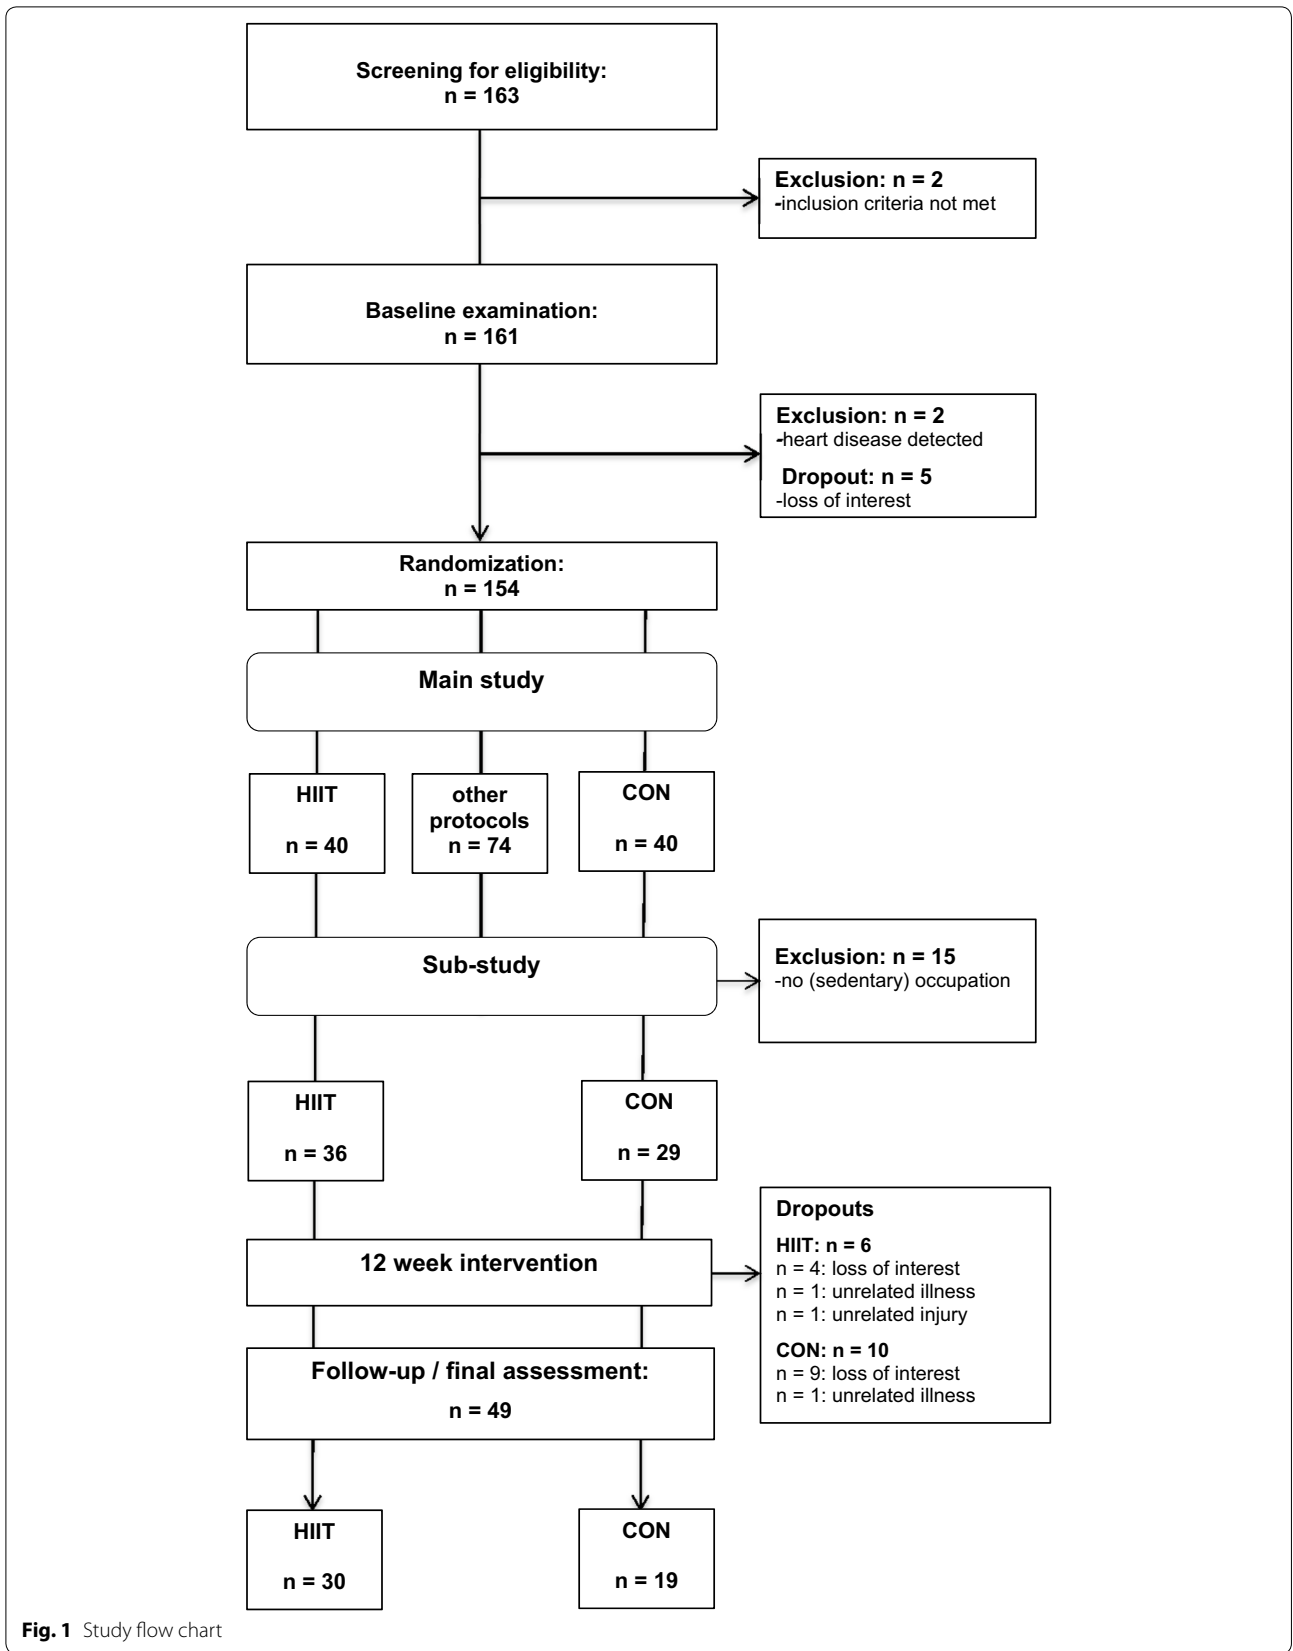 Screening for eligibility:
n = 163
Exclusion: n = 2
-inclusion criteria not met
Baseline examination:
n = 161
Exclusion: n = 2
-heart disease detected
Dropout: n = 5
-loss of interest
Randomization:
n = 154
Main study
HIIT
n = 40
other
protocols
n = 74
CON
n = 40
Sub-study
Exclusion: n = 15
-no (sedentary) occupation
HIIT
n = 36
CON
n = 29
12 week intervention
Dropouts
HIIT: n = 6
n = 4: loss of interest
n = 1: unrelated illness
n = 1: unrelated injury
CON: n = 10
n = 9: loss of interest
n = 1: unrelated illness
Follow-up / final assessment:
n = 49
HIIT
n = 30
CON
n = 19
Fig. 1 Study flow chart